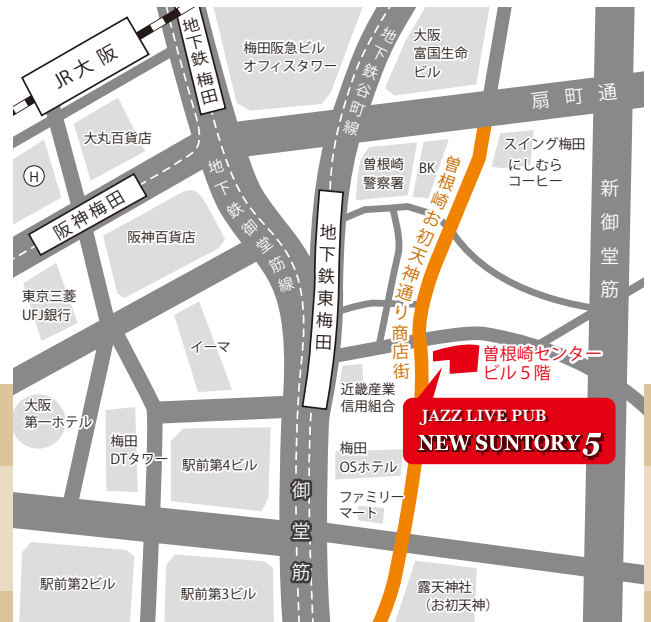 JR大阪
地下鉄梅田
梅田阪急ビル
オフィスタワー
地下鉄谷町線
大阪
富国生命
ビル
扇町通
大丸百貨店
H
阪神梅田
阪神百貨店
地下鉄御堂筋線
曽根崎
警察署
BK
曽根崎お初天神通り商店街
スイング梅田
にしむら
コーヒー
新御堂筋
地下鉄東梅田
東京三菱
UFJ銀行
イーマ
曽根崎センター
ビル5階
JAZZ LIVE PUB
NEW SUNTORY 5
近畿産業
信用組合
大阪
第一ホテル
梅田
DTタワー
駅前第4ビル
梅田
OSホテル
ファミリー
マート
御堂筋
駅前第2ビル
駅前第3ビル
露天神社
（お初天神）